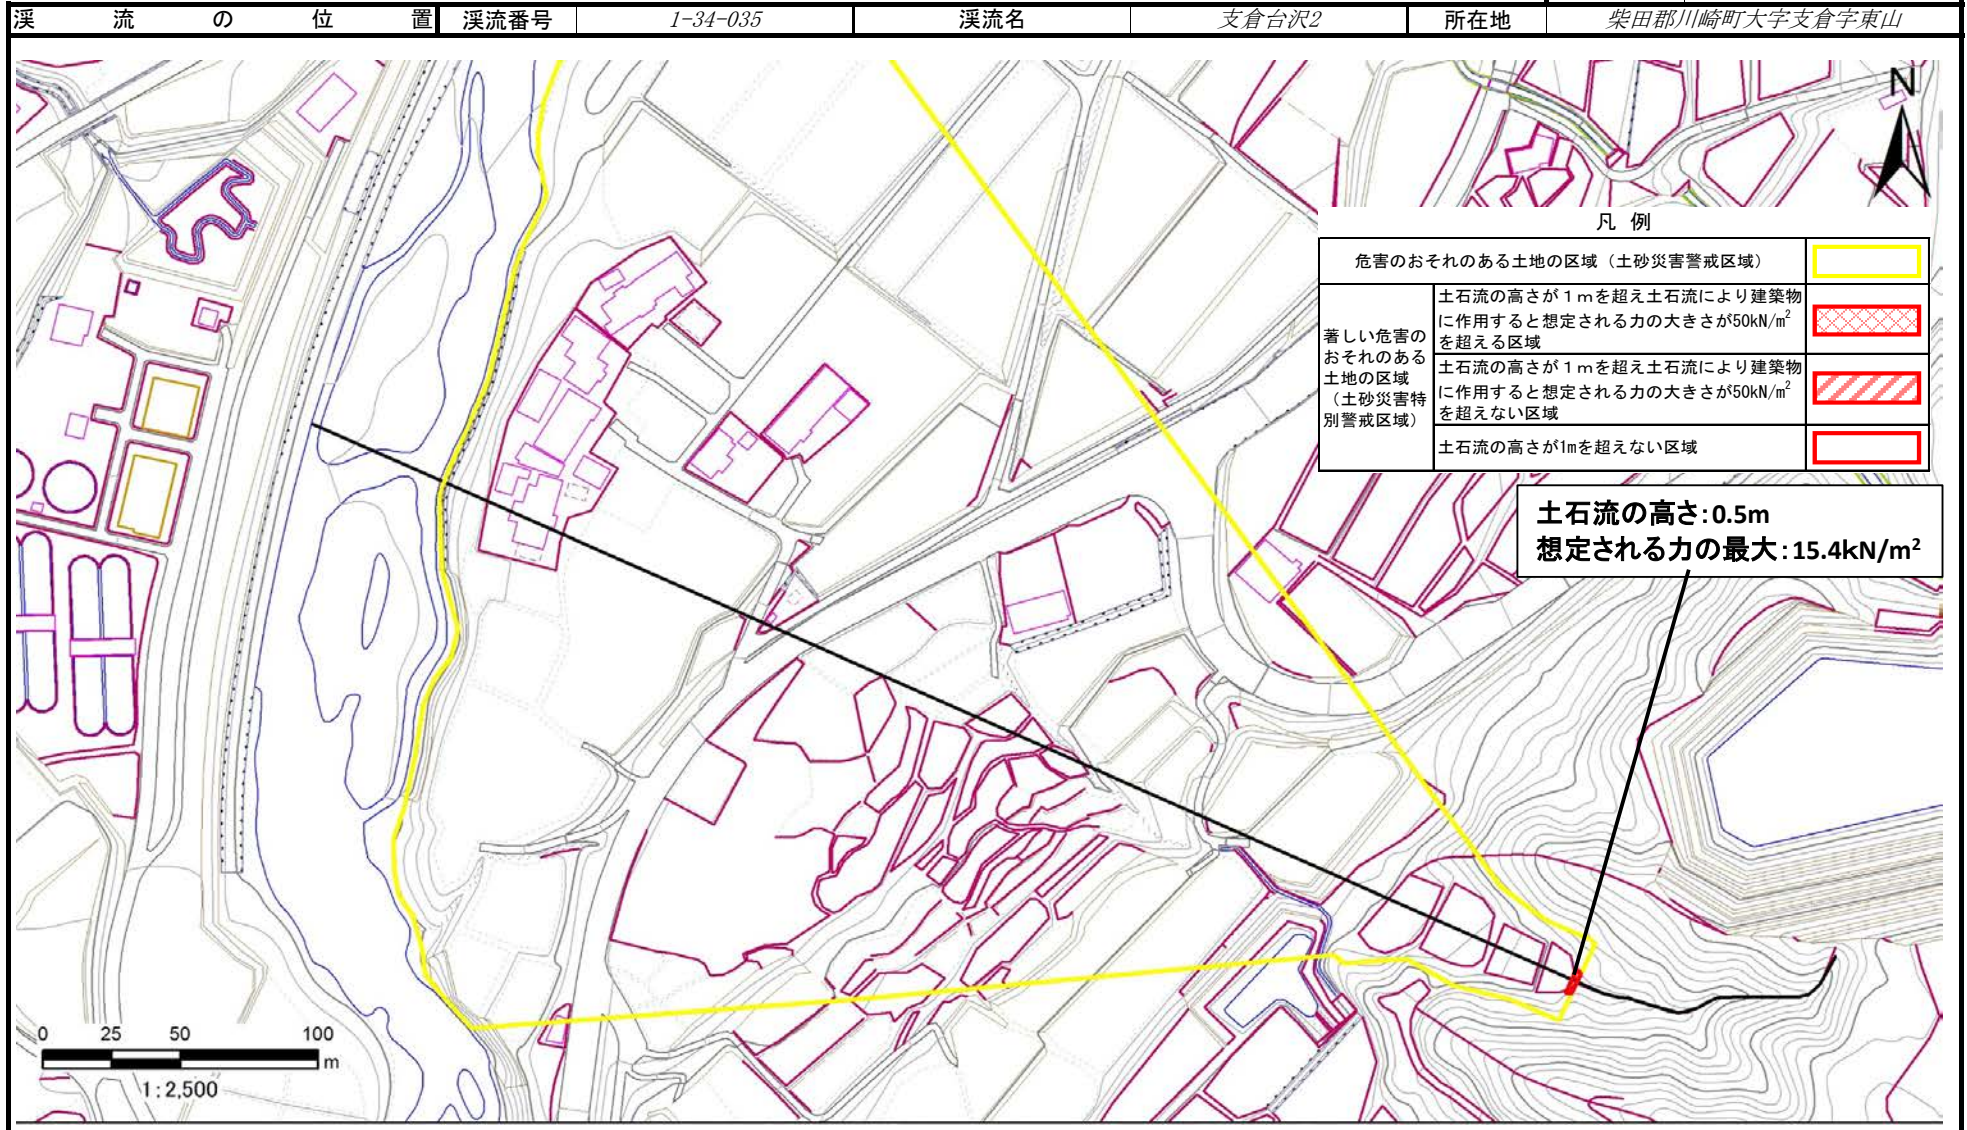 渓流の位置 渓流番号 1-34-035 渓流名 支倉台沢2 所在地 柴田郡川崎町大字支倉字東山
N
凡 例
危害のおそれのある土地の区域（土砂災害警戒区域）
著しい危害の
おそれのある
土地の区域
（土砂災害特
別警戒区域）
土石流の高さが１ｍを超え土石流により建築物
に作用すると想定される力の大きさが50kN/㎡
を超える区域
土石流の高さが１ｍを超え土石流により建築物
に作用すると想定される力の大きさが50kN/㎡
を超えない区域
土石流の高さが1mを超えない区域
土石流の高さ:0.5m
想定される力の最大:15.4kN/m²
0 25 50 100
m
1:2,500